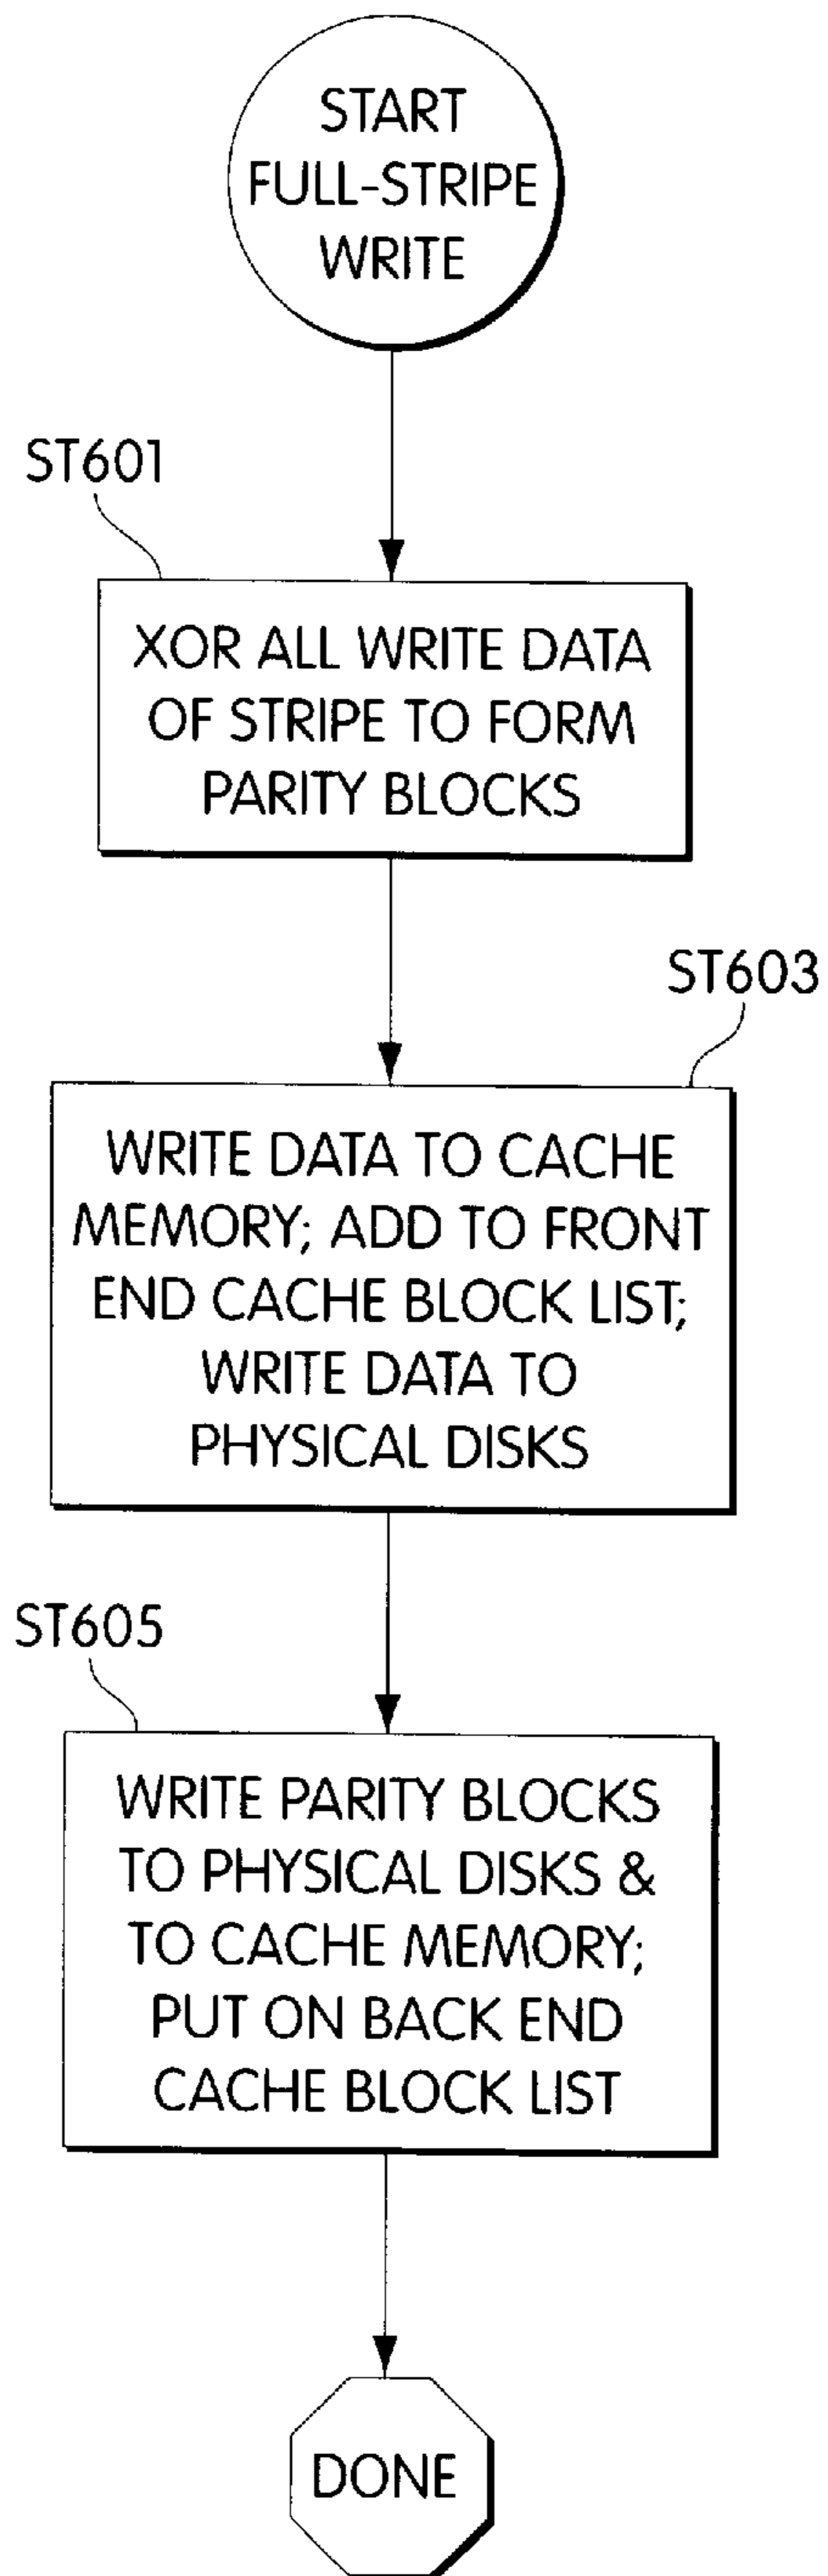 START
FULL-STRIPE
WRITE
ST601
XOR ALL WRITE DATA
OF STRIPE TO FORM
PARITY BLOCKS
ST603
WRITE DATA TO CACHE
MEMORY; ADD TO FRONT
END CACHE BLOCK LIST;
WRITE DATA TO
PHYSICAL DISKS
ST605
WRITE PARITY BLOCKS
TO PHYSICAL DISKS &
TO CACHE MEMORY;
PUT ON BACK END
CACHE BLOCK LIST
DONE